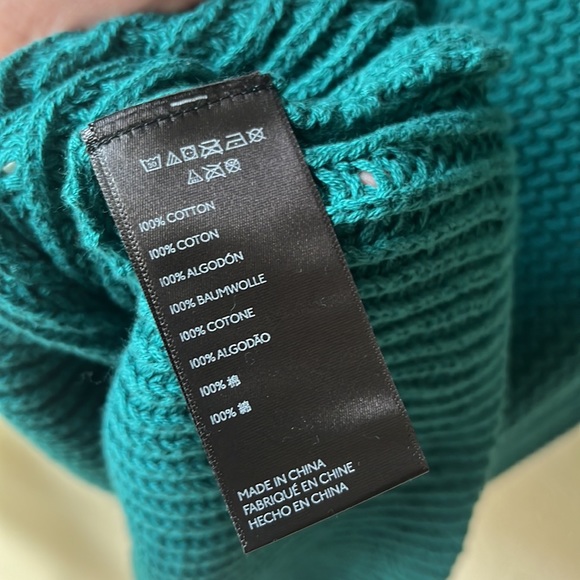 100% COTTON
100% COTON
100% ALGODÓN
100% BAUMWOLLE
100% COTONE
100% ALGODÃO
100% 棉
100% 綿
MADE IN CHINA
FABRIQUÉ EN CHINE
HECHO EN CHINA